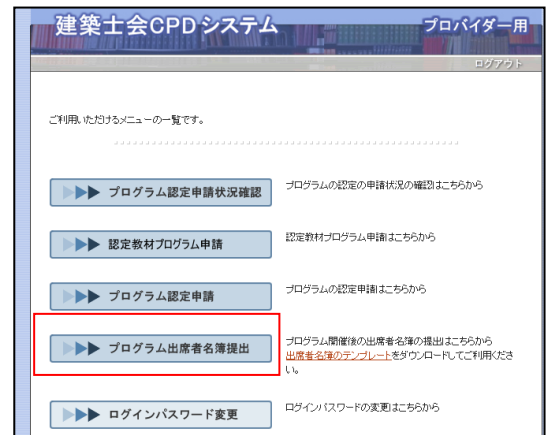 建築士会CPDシステム
プロバイダー用
ログアウト
ご利用いただけるメニューの一覧です。
プログラム認定申請状況確認
プログラムの認定の申請状況の確認はこちらから
認定教材プログラム申請
認定教材プログラム申請はこちらから
プログラム認定申請
プログラムの認定申請はこちらから
プログラム出席者名簿提出
プログラム開催後の出席者名簿の提出はこちらから
出席者名簿のテンプレートをダウンロードしてご利用くださ
い。
ログインパスワード変更
ログインパスワードの変更はこちらから